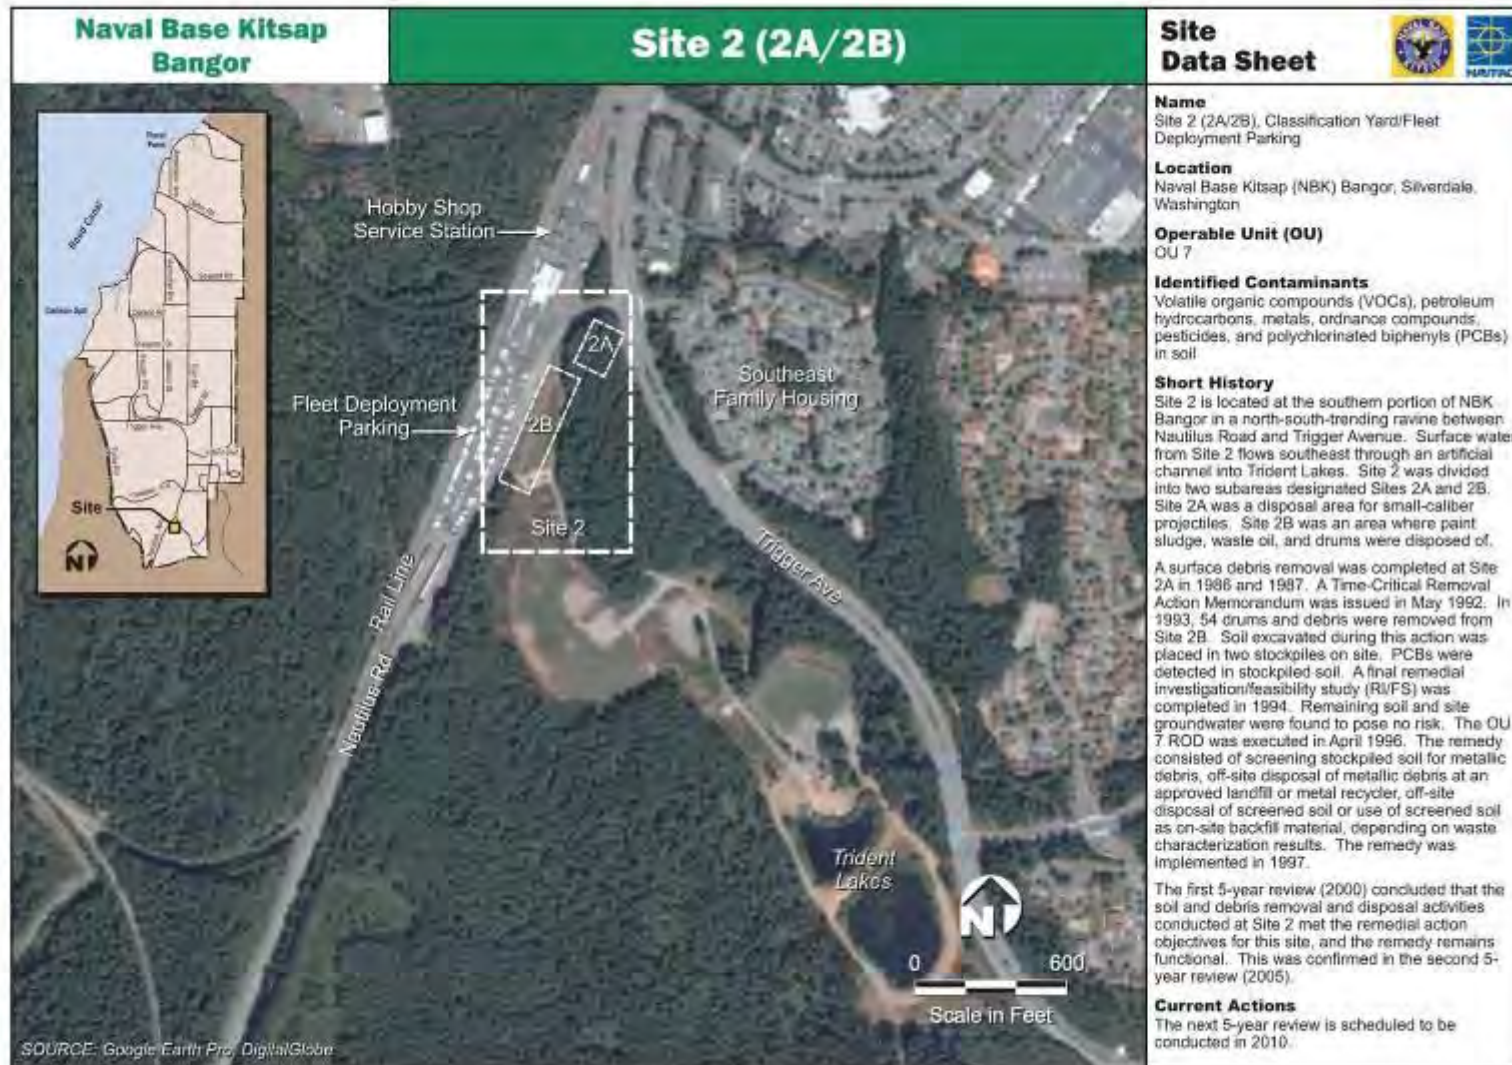 Naval Base Kitsap
Bangor
Site 2 (2A/2B)
Site
Data Sheet
Hood Canal
Site
N
Hobby Shop
Service Station
Fleet Deployment
Parking
2A
2B
Site 2
Southeast
Family Housing
Trigger Ave
Rail Line
Nautilus Rd
Trident
Lakes
N
0 600
Scale in Feet
SOURCE: Google Earth Pro, DigitalGlobe
Name
Site 2 (2A/2B), Classification Yard/Fleet
Deployment Parking
Location
Naval Base Kitsap (NBK) Bangor, Silverdale,
Washington
Operable Unit (OU)
OU 7
Identified Contaminants
Volatile organic compounds (VOCs), petroleum
hydrocarbons, metals, ordnance compounds,
pesticides, and polychlorinated biphenyls (PCBs)
in soil
Short History
Site 2 is located at the southern portion of NBK
Bangor in a north-south-trending ravine between
Nautilus Road and Trigger Avenue. Surface water
from Site 2 flows southeast through an artificial
channel into Trident Lakes. Site 2 was divided
into two subareas designated Sites 2A and 2B.
Site 2A was a disposal area for small-caliber
projectiles. Site 2B was an area where paint
sludge, waste oil, and drums were disposed of.
A surface debris removal was completed at Site
2A in 1986 and 1987. A Time-Critical Removal
Action Memorandum was issued in May 1992. In
1993, 54 drums and debris were removed from
Site 2B. Soil excavated during this action was
placed in two stockpiles on site. PCBs were
detected in stockpiled soil. A final remedial
investigation/feasibility study (RI/FS) was
completed in 1994. Remaining soil and site
groundwater were found to pose no risk. The OU
7 ROD was executed in April 1996. The remedy
consisted of screening stockpiled soil for metallic
debris, off-site disposal of metallic debris at an
approved landfill or metal recycler, off-site
disposal of screened soil or use of screened soil
as on-site backfill material, depending on waste
characterization results. The remedy was
implemented in 1997.
The first 5-year review (2000) concluded that the
soil and debris removal and disposal activities
conducted at Site 2 met the remedial action
objectives for this site, and the remedy remains
functional. This was confirmed in the second 5-
year review (2005).
Current Actions
The next 5-year review is scheduled to be
conducted in 2010.